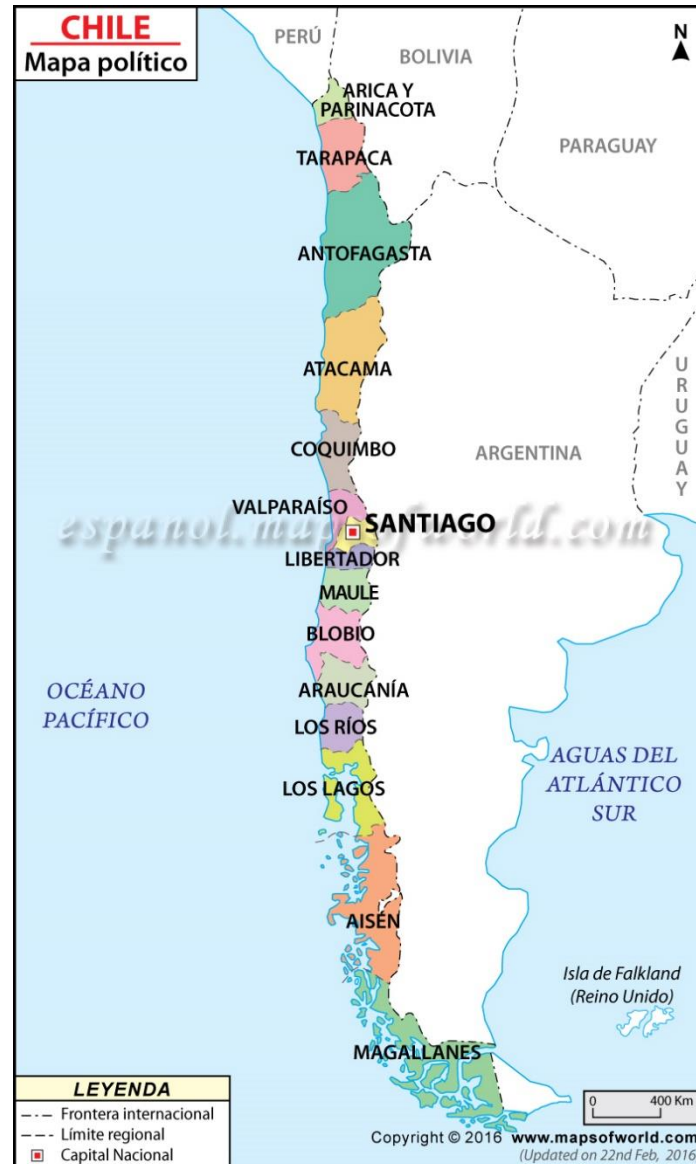 CHILE
Mapa político
N
PERÚ
BOLIVIA
PARAGUAY
ARICA Y
PARINACOTA
TARAPACA
ANTOFAGASTA
ATACAMA
URUGUAY
COQUIMBO
ARGENTINA
VALPARAÍSO
SANTIAGO
espanol.mapsofworld.com
LIBERTADOR
MAULE
BLOBIO
ARAUCANÍA
OCÉANO
PACÍFICO
LOS RÍOS
LOS LAGOS
AGUAS DEL
ATLÁNTICO
SUR
AISÉN
Isla de Falkland
(Reino Unido)
MAGALLANES
LEYENDA
Frontera internacional
Límite regional
Capital Nacional
0 400 Km
Copyright © 2016 www.mapsofworld.com
(Updated on 22nd Feb, 2016)